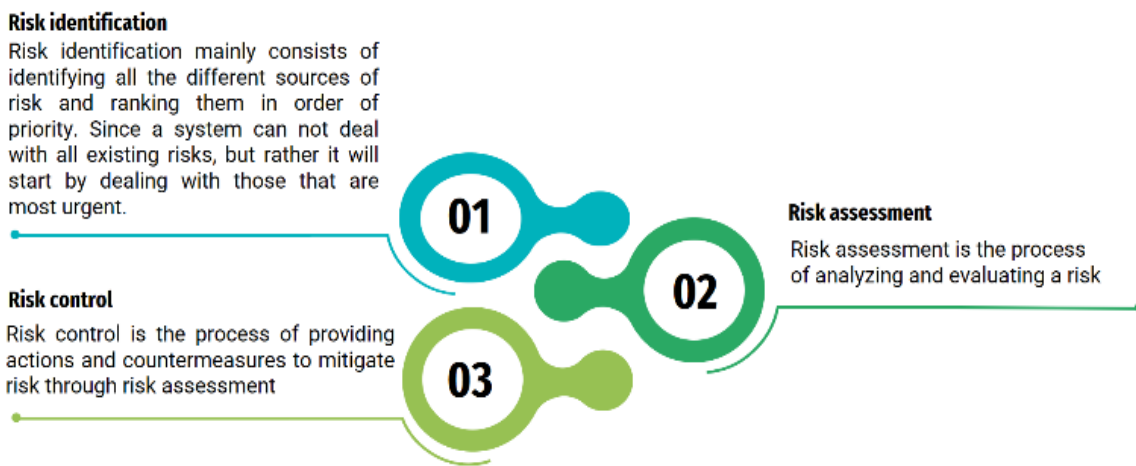 Risk identification
Risk identification mainly consists of
identifying all the different sources of
risk and ranking them in order of
priority. Since a system can not deal
with all existing risks, but rather it will
start by dealing with those that are
most urgent.
01
Risk assessment
Risk assessment is the process
of analyzing and evaluating a risk
02
Risk control
Risk control is the process of providing
actions and countermeasures to mitigate
risk through risk assessment
03